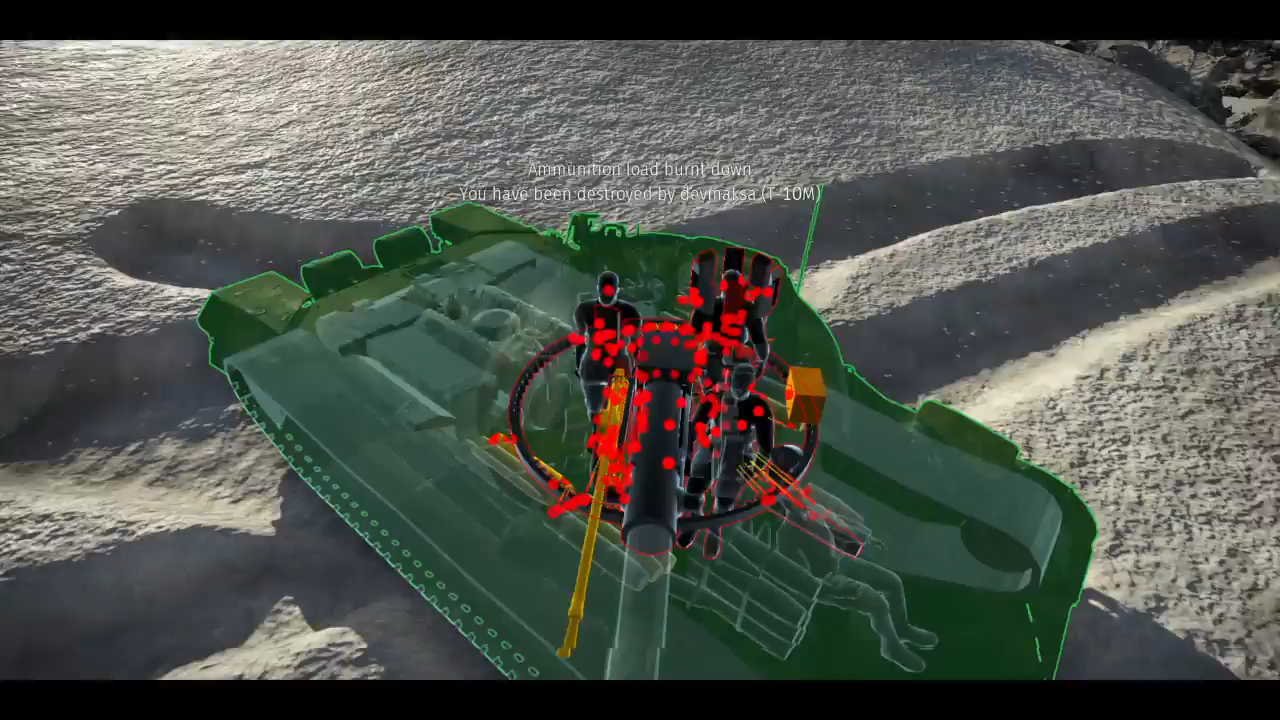 Ammunition load burnt down
You have been destroyed by devmaksa (T-10M)